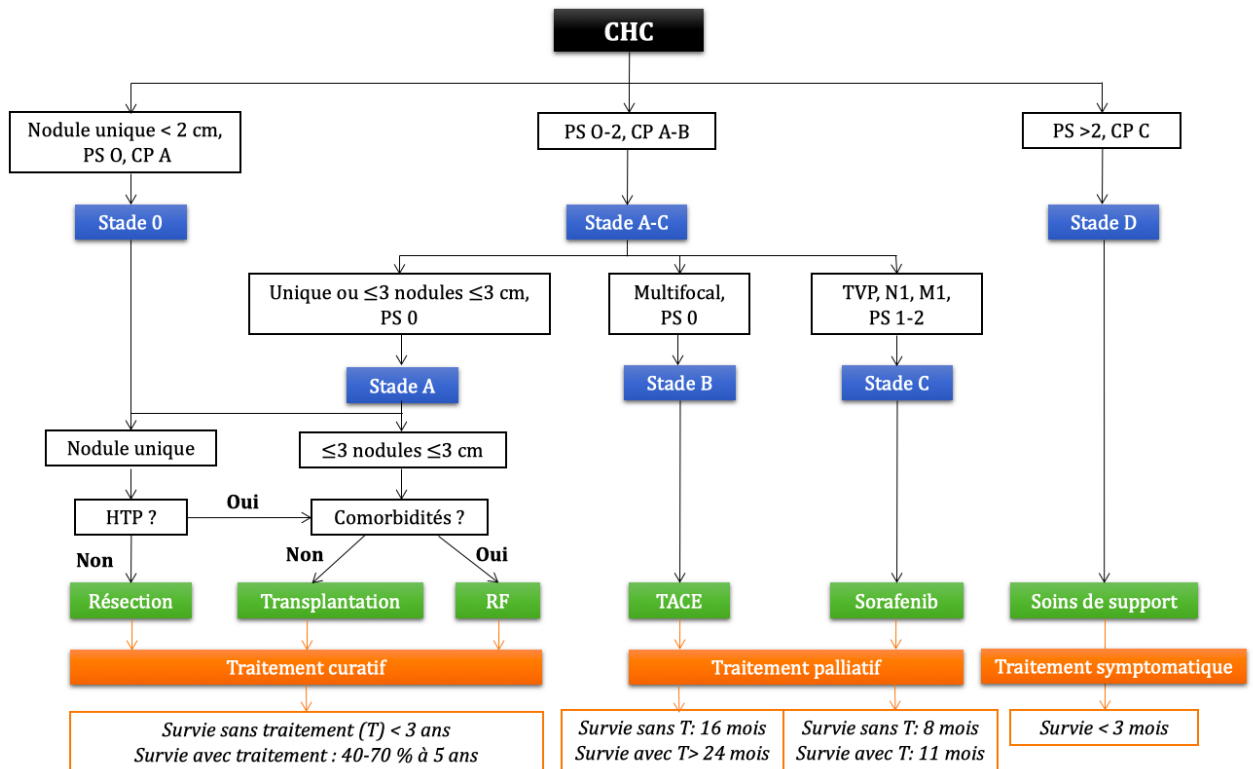 CHC
Nodule unique < 2 cm,
PS O, CP A
PS O-2, CP A-B
PS >2, CP C
Stade 0
Stade A-C
Stade D
Unique ou ≤3 nodules ≤3 cm,
PS 0
Multifocal,
PS 0
TVP, N1, M1,
PS 1-2
Stade A
Stade B
Stade C
Nodule unique
≤3 nodules ≤3 cm
HTP ?
Oui
Comorbidités ?
Non
Non
Oui
Résection
Transplantation
RF
TACE
Sorafenib
Soins de support
Traitement curatif
Traitement palliatif
Traitement symptomatique
Survie sans traitement (T) < 3 ans
Survie avec traitement : 40-70 % à 5 ans
Survie sans T: 16 mois
Survie avec T> 24 mois
Survie sans T: 8 mois
Survie avec T: 11 mois
Survie < 3 mois